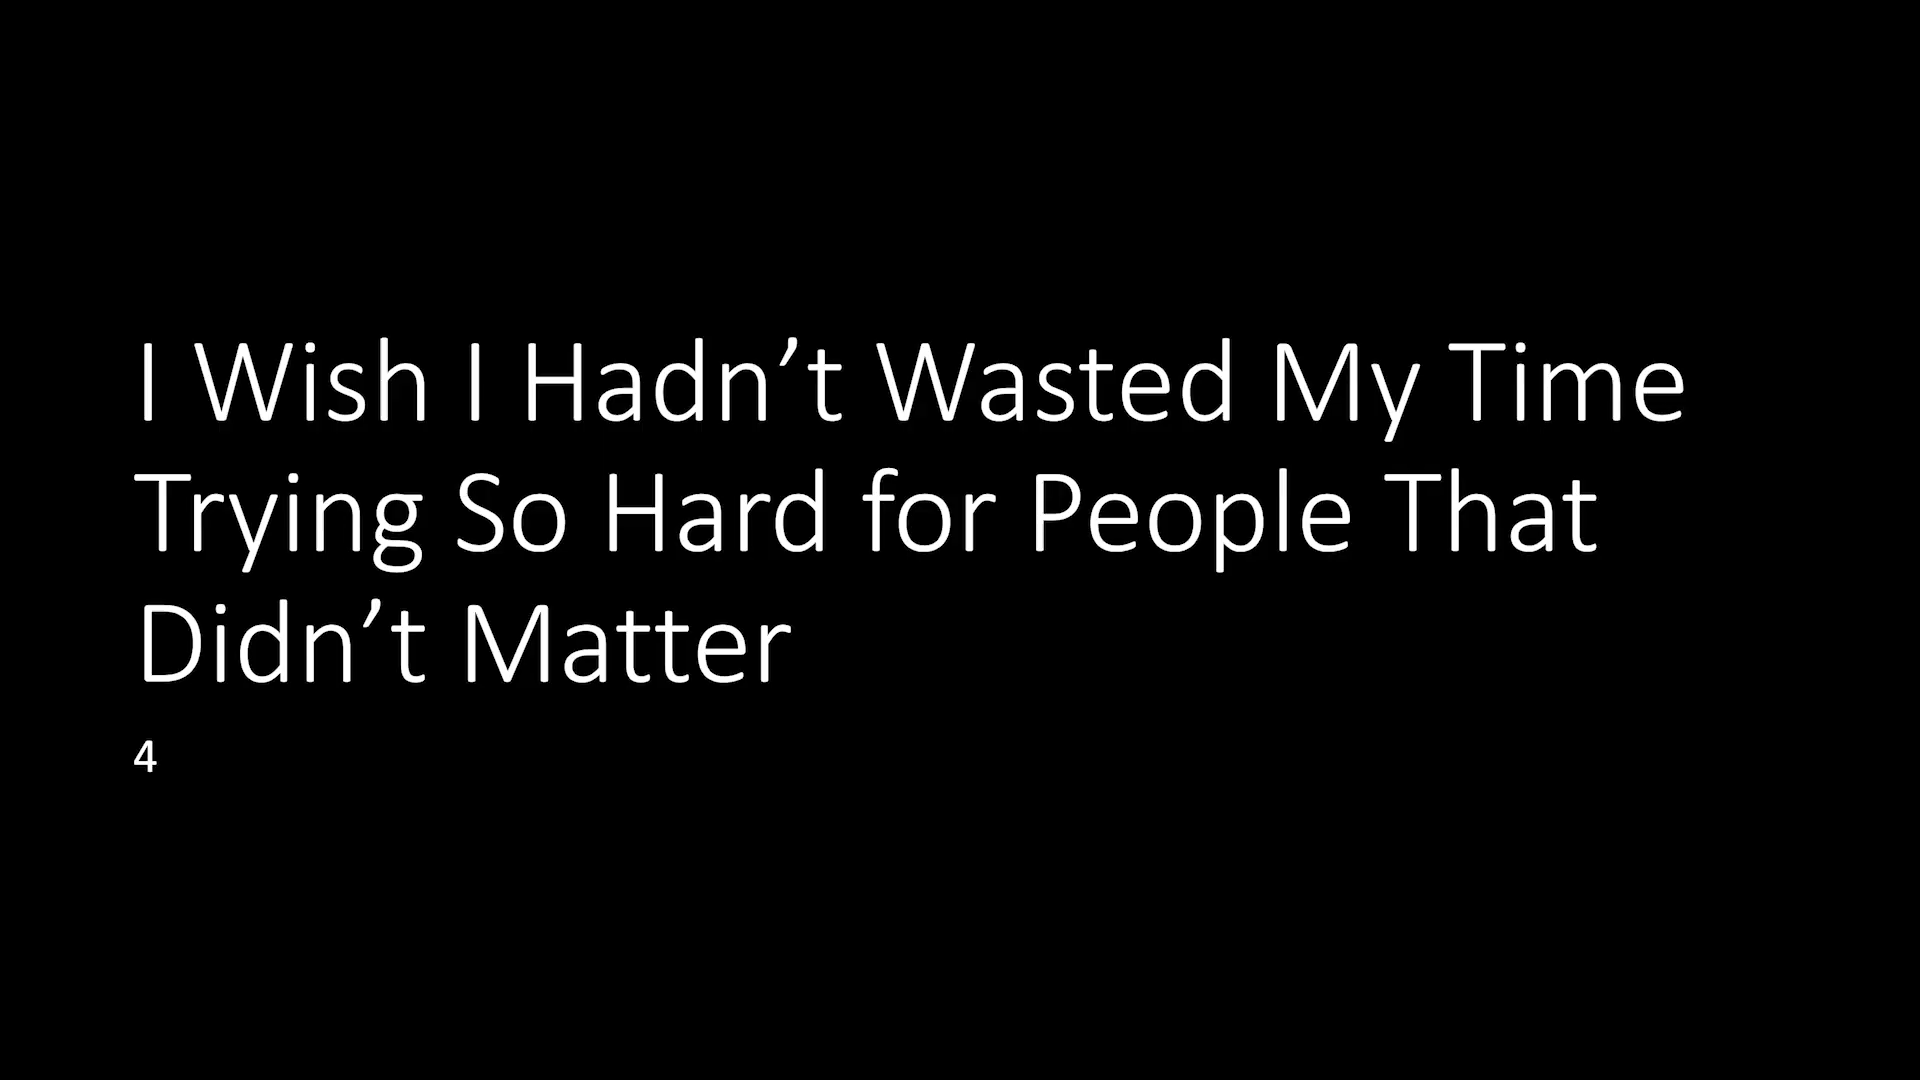 I Wish I Hadn’t Wasted My Time
Trying So Hard for People That
Didn’t Matter
4